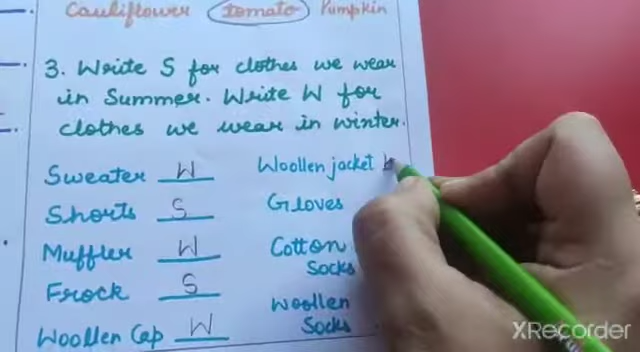 Cauliflower tomato Pumpkin
3. Write S for clothes we wear
in Summer. Write W for
clothes we wear in winter.
Sweater W
Shorts S
Muffler W
Frock S
Woollen Cap W
Woollen jacket
Gloves
Cotton
Socks
Woollen
Socks
XRecorder